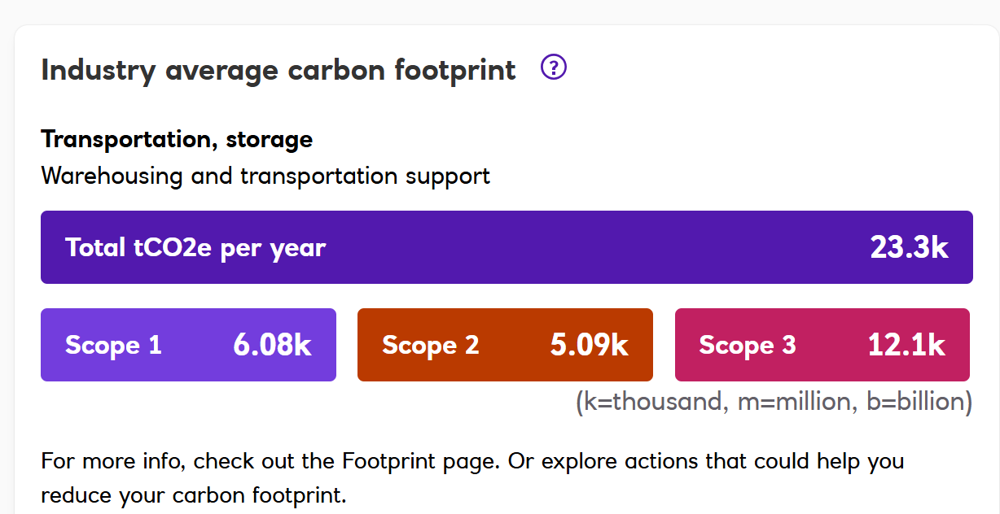 Industry average carbon footprint ?
Transportation, storage
Warehousing and transportation support
Total tCO2e per year 23.3k
Scope 1 6.08k Scope 2 5.09k Scope 3 12.1k
(k=thousand, m=million, b=billion)
For more info, check out the Footprint page. Or explore actions that could help you
reduce your carbon footprint.